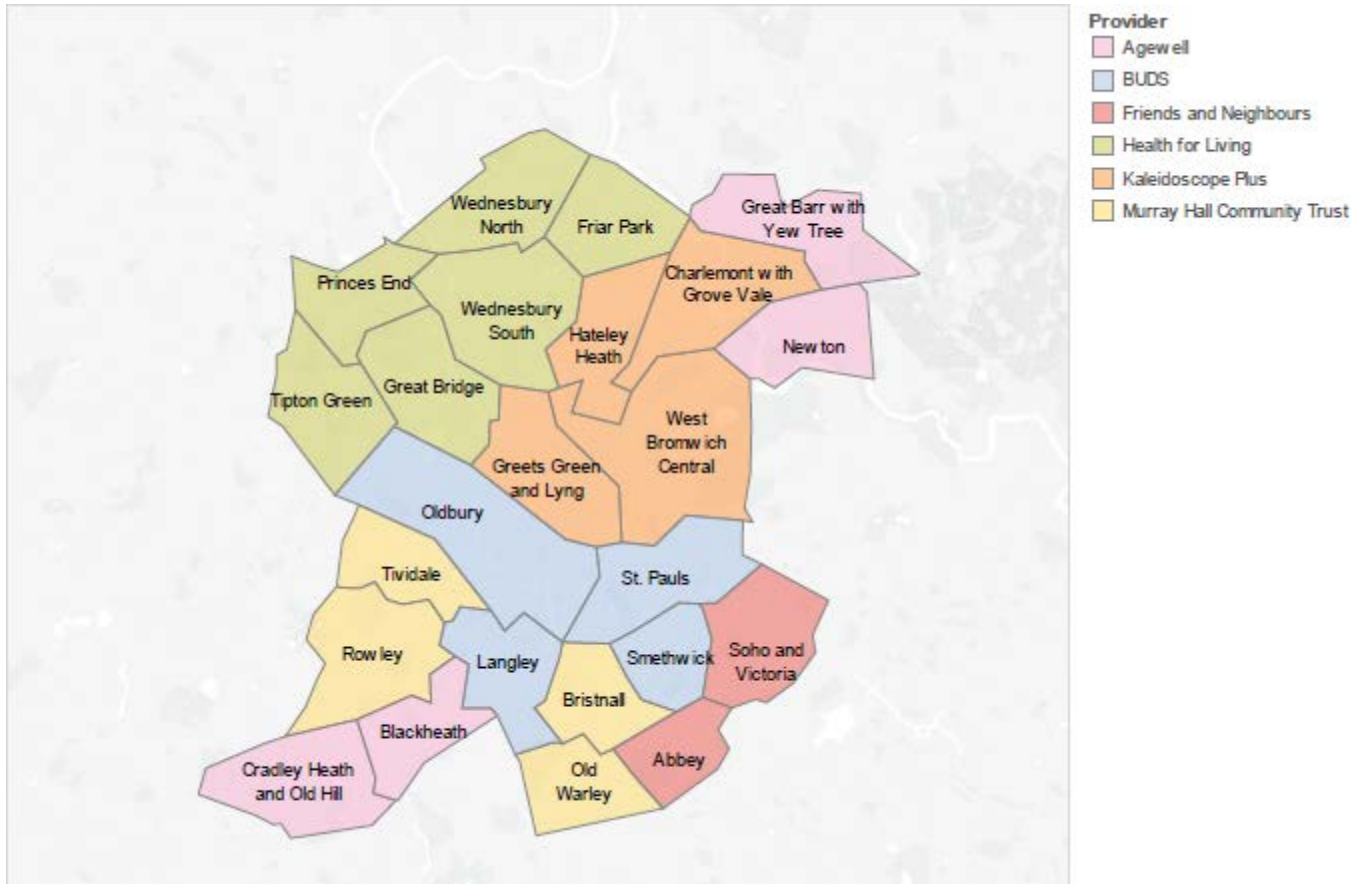 Provider
Agewell
BUDS
Friends and Neighbours
Health for Living
Kaleidoscope Plus
Murray Hall Community Trust
Wednesbury
North
Friar Park
Great Barr with
Yew Tree
Princes End
Charlemont with
Grove Vale
Wednesbury
South
Hateley
Heath
Newton
Great Bridge
Tipton Green
West
Bromwich
Central
Greets Green
and Lyng
Oldbury
Tividale
St. Pauls
Rowley
Langley
Smethwick
Soho and
Victoria
Bristnall
Blackheath
Abbey
Cradley Heath
and Old Hill
Old
Warley